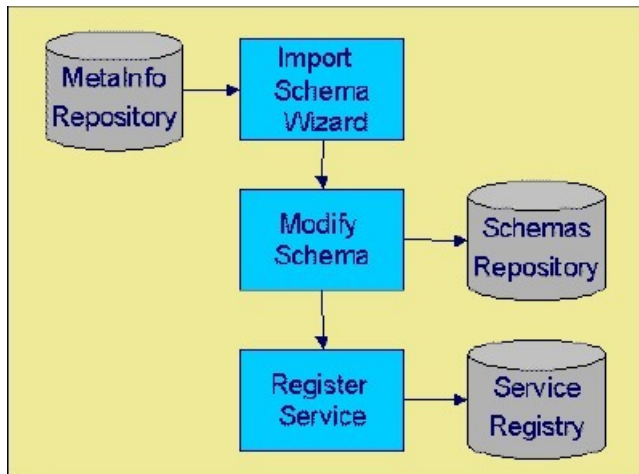 MetaInfo
Repository
Import
Schema
Wizard
Modify
Schema
Schemas
Repository
Register
Service
Service
Registry